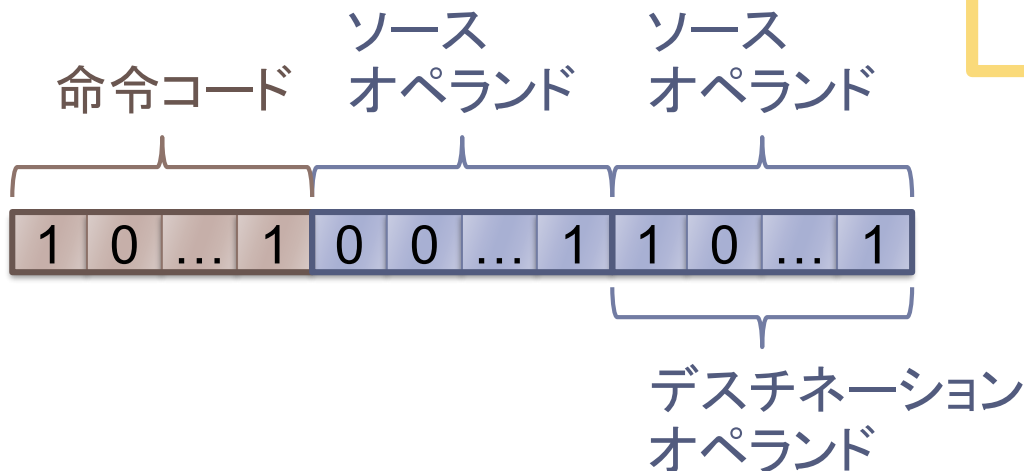 命令コード
ソース
オペランド
ソース
オペランド
1 0 … 1 0 0 … 1 1 0 … 1
デスチネーション
オペランド